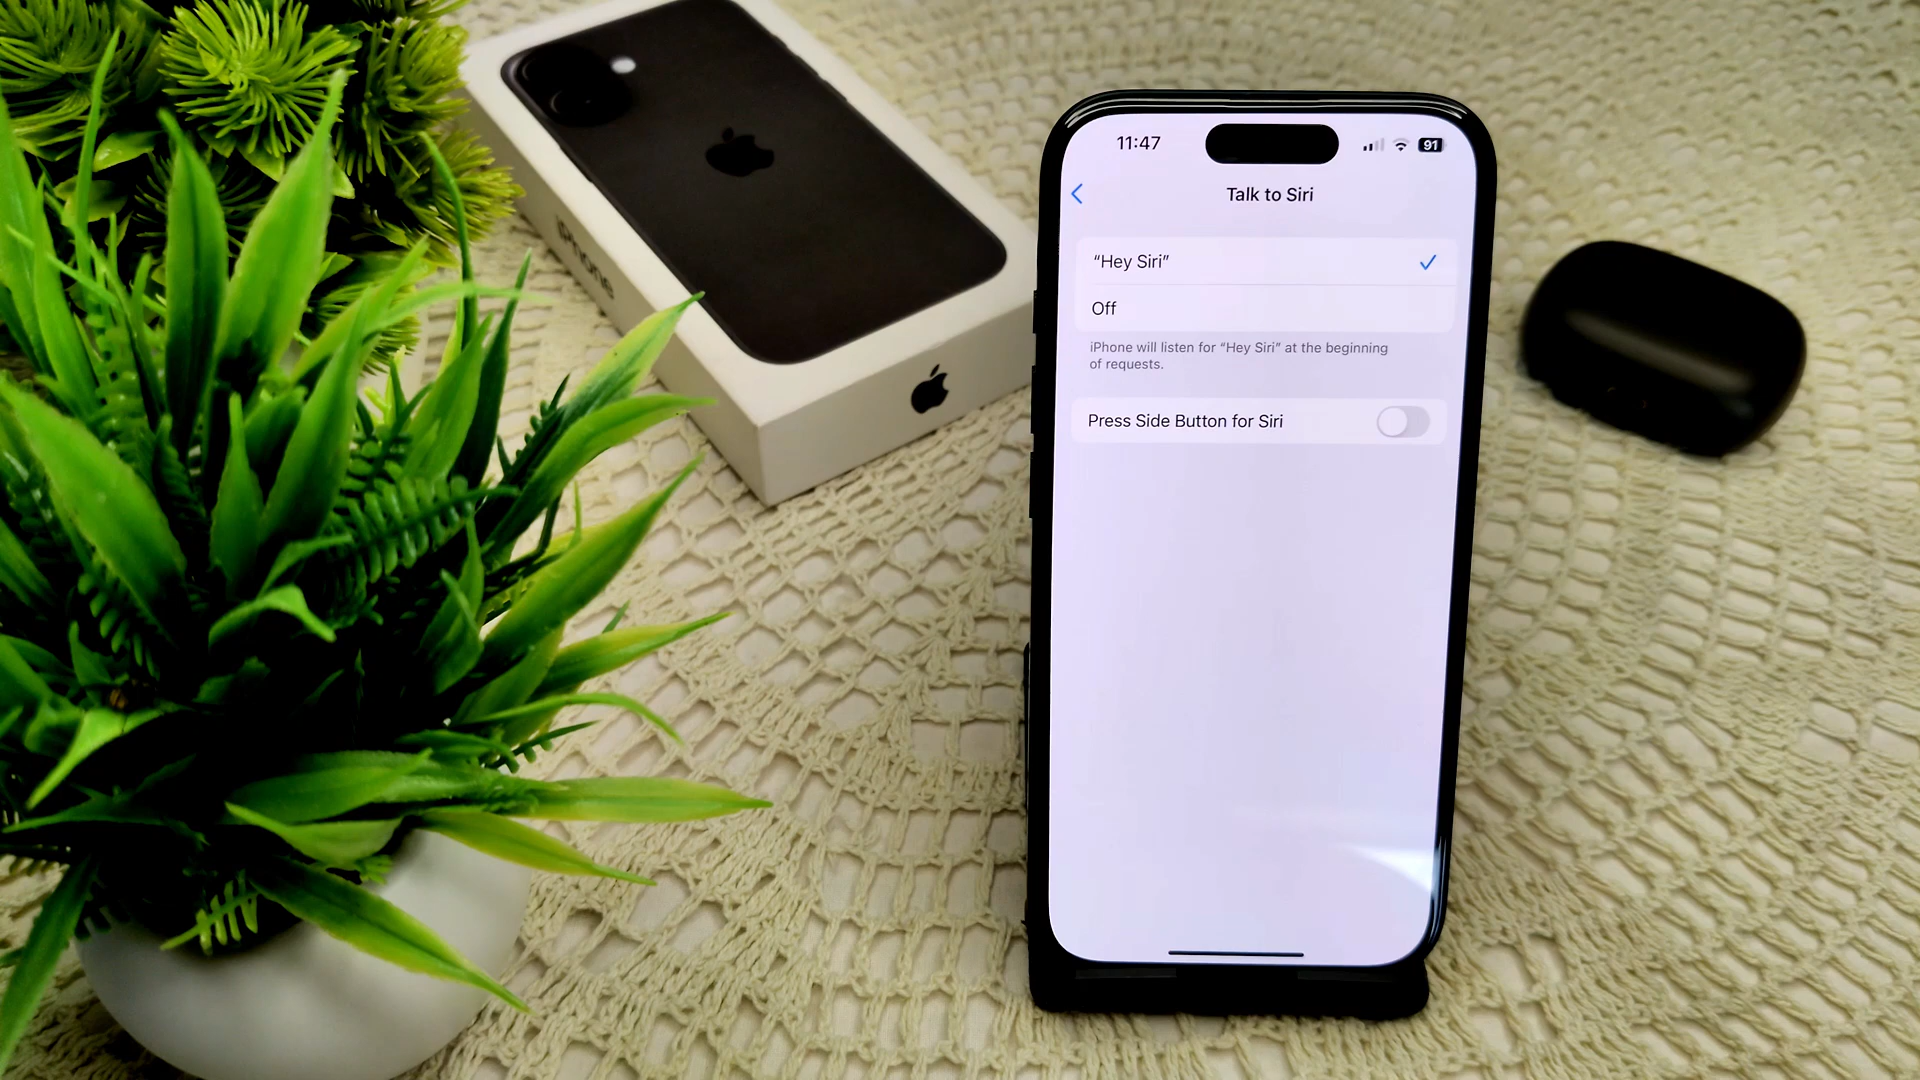 iPhone
11:47
91
Talk to Siri
“Hey Siri”
Off
iPhone will listen for “Hey Siri” at the beginning
of requests.
Press Side Button for Siri